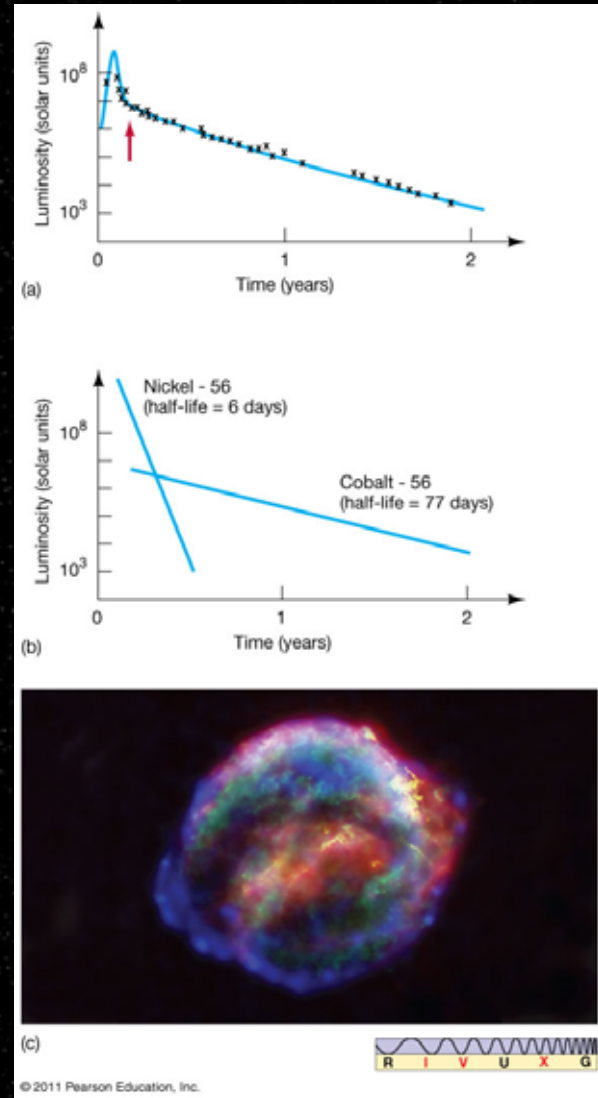 Luminosity (solar units)
10⁸
10³
0
1
2
Time (years)
(a)
Luminosity (solar units)
10⁸
10³
Nickel - 56
(half-life = 6 days)
Cobalt - 56
(half-life = 77 days)
0
1
2
Time (years)
(b)
(c)
R I V U X G
© 2011 Pearson Education, Inc.